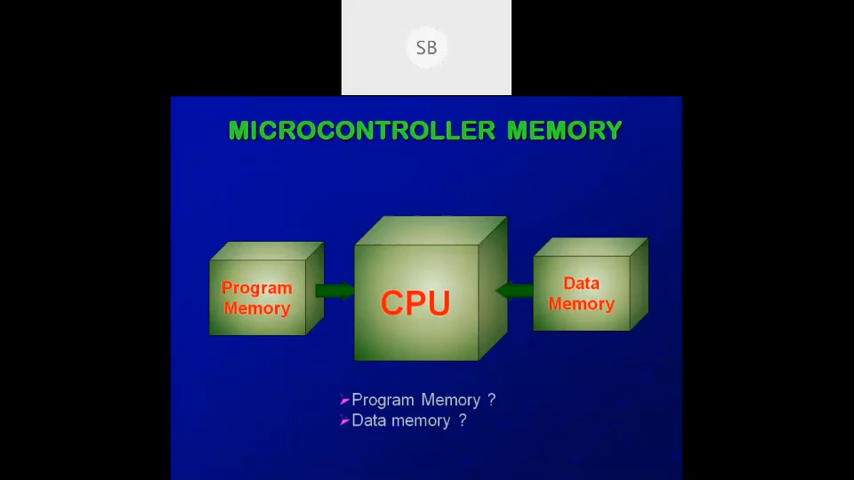 SB
MICROCONTROLLER MEMORY
Program
Memory
CPU
Data
Memory
Program Memory ?
Data memory ?